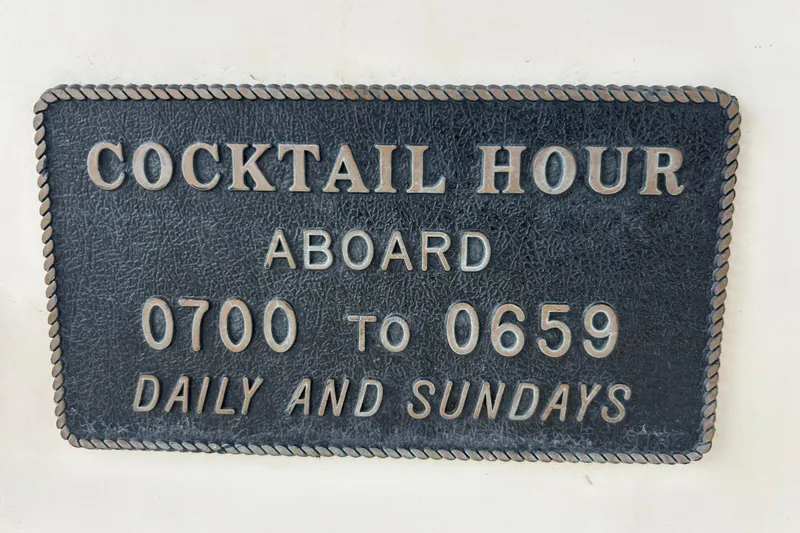 COCKTAIL HOUR
ABOARD
0700 TO 0659
DAILY AND SUNDAYS